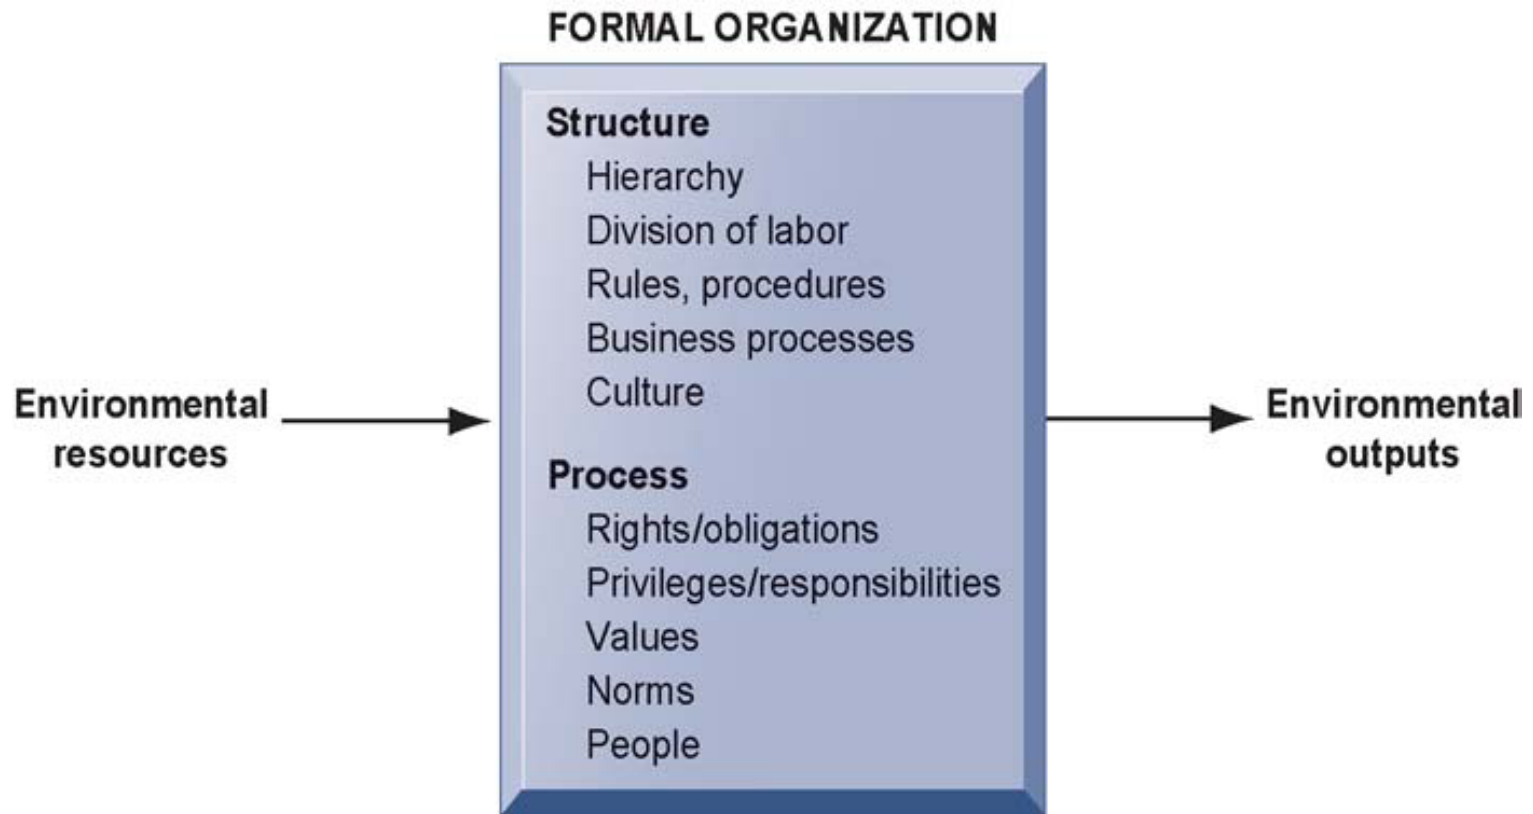 FORMAL ORGANIZATION
Structure
Hierarchy
Division of labor
Rules, procedures
Business processes
Culture
Environmental
resources
Environmental
outputs
Process
Rights/obligations
Privileges/responsibilities
Values
Norms
People